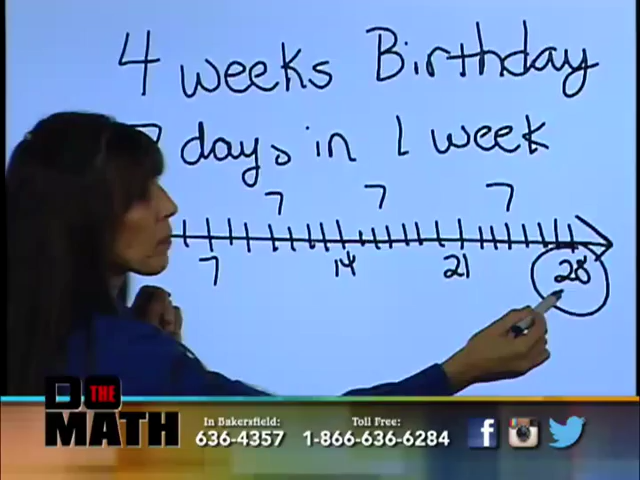 4 weeks Birthday
7 days in 1 week
7 7 7
7 14 21 28
DO THE MATH
In Bakersfield: 636-4357
Toll Free: 1-866-636-6284